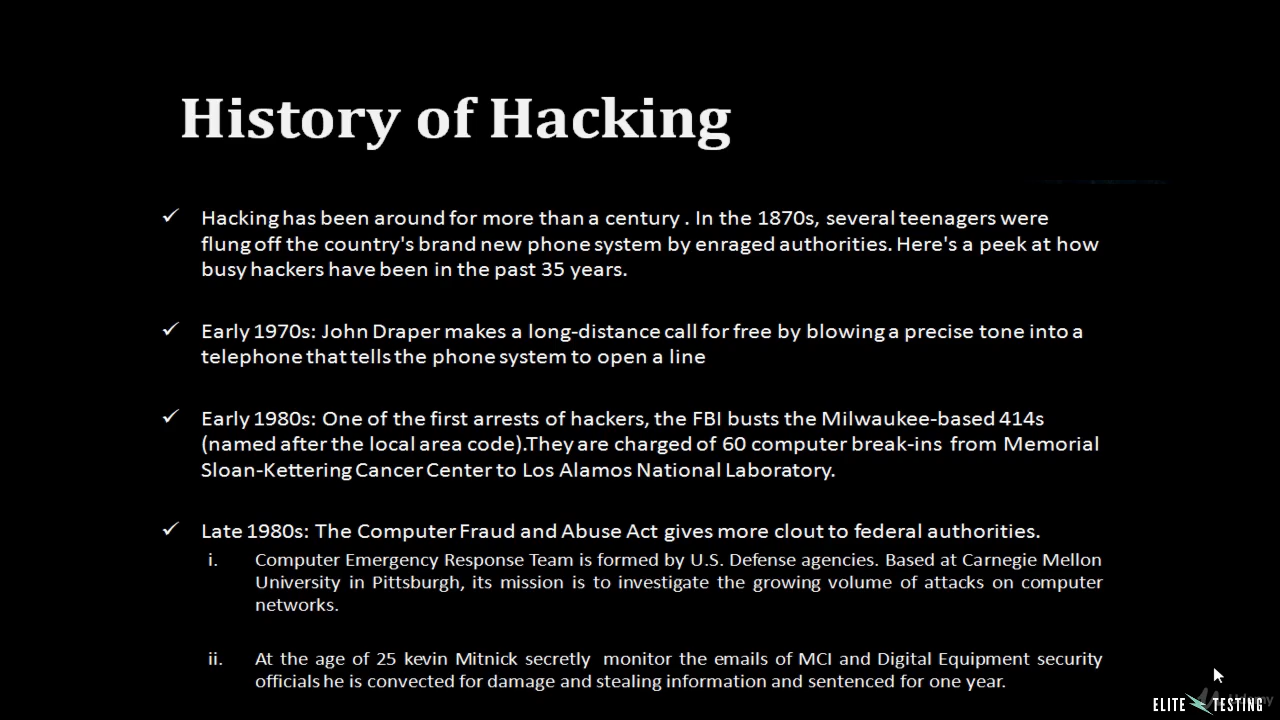 History of Hacking
✓ Hacking has been around for more than a century . In the 1870s, several teenagers were
flung off the country's brand new phone system by enraged authorities. Here's a peek at how
busy hackers have been in the past 35 years.
✓ Early 1970s: John Draper makes a long-distance call for free by blowing a precise tone into a
telephone that tells the phone system to open a line
✓ Early 1980s: One of the first arrests of hackers, the FBI busts the Milwaukee-based 414s
(named after the local area code).They are charged of 60 computer break-ins from Memorial
Sloan-Kettering Cancer Center to Los Alamos National Laboratory.
✓ Late 1980s: The Computer Fraud and Abuse Act gives more clout to federal authorities.
i. Computer Emergency Response Team is formed by U.S. Defense agencies. Based at Carnegie Mellon
University in Pittsburgh, its mission is to investigate the growing volume of attacks on computer
networks.
ii. At the age of 25 kevin Mitnick secretly monitor the emails of MCI and Digital Equipment security
officials he is convected for damage and stealing information and sentenced for one year.
ELITE TESTING